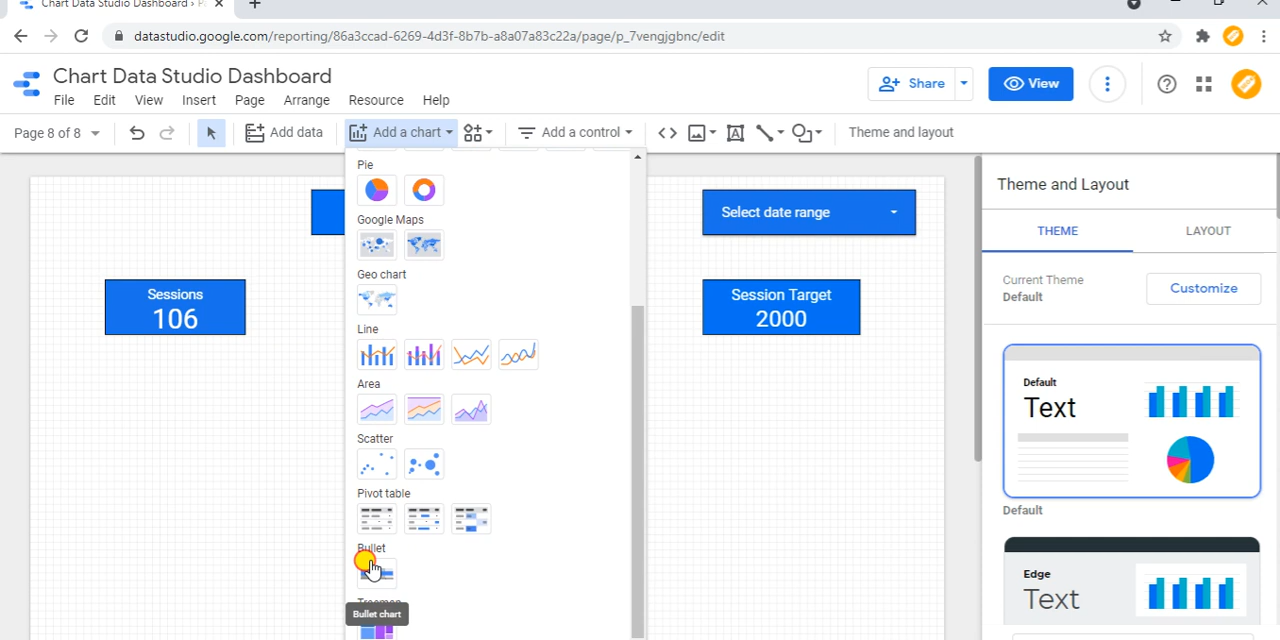 Chart Data Studio Dashboard ›
datastudio.google.com/reporting/86a3ccad-6269-4d3f-8b7b-a8a07a83c22a/page/p_7vengjgbnc/edit
Chart Data Studio Dashboard
File Edit View Insert Page Arrange Resource Help
Share
View
Page 8 of 8
Add data
Add a chart
Add a control
Theme and layout
Pie
Google Maps
Geo chart
Line
Area
Scatter
Pivot table
Bullet
Treemap
Bullet chart
Select date range
Sessions
106
Session Target
2000
Theme and Layout
THEME LAYOUT
Current Theme
Default
Customize
Default
Text
Default
Edge
Text